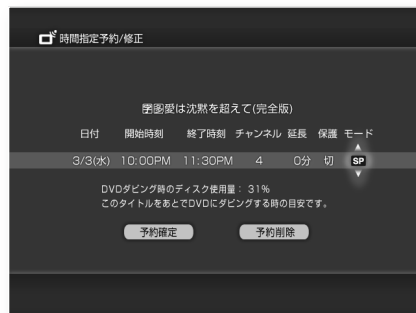 時間指定予約/修正
愛は沈黙を超えて(完全版)
日付 開始時刻 終了時刻 チャンネル 延長 保護 モード
3/3(水) 10:00PM 11:30PM 4 0分 切 SP
DVDダビング時のディスク使用量: 31%
このタイトルをあとでDVDにダビングする時の目安です。
予約確定 予約削除